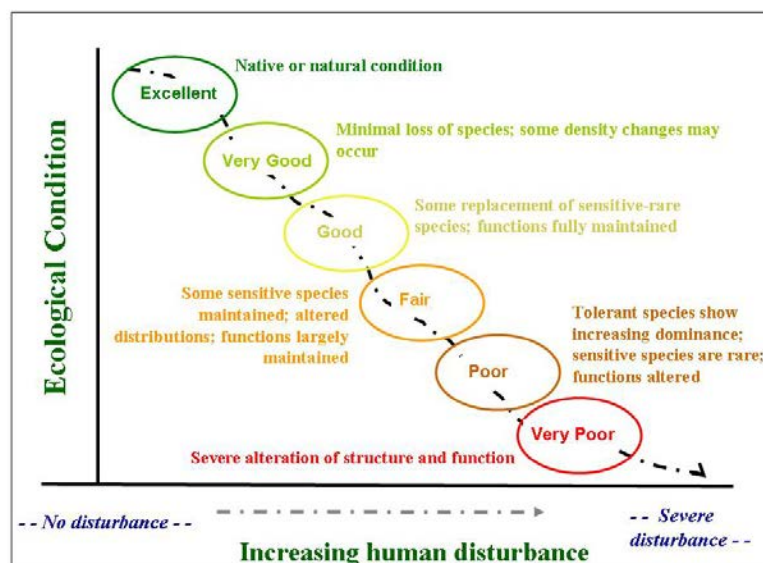 Ecological Condition
Native or natural condition
Excellent
Minimal loss of species; some density changes may
occur
Very Good
Some replacement of sensitive-rare
species; functions fully maintained
Good
Some sensitive species
maintained; altered
distributions; functions largely
maintained
Fair
Tolerant species show
increasing dominance;
sensitive species are rare;
functions altered
Poor
Very Poor
Severe alteration of structure and function
- - No disturbance - -
- - Severe
disturbance - -
Increasing human disturbance